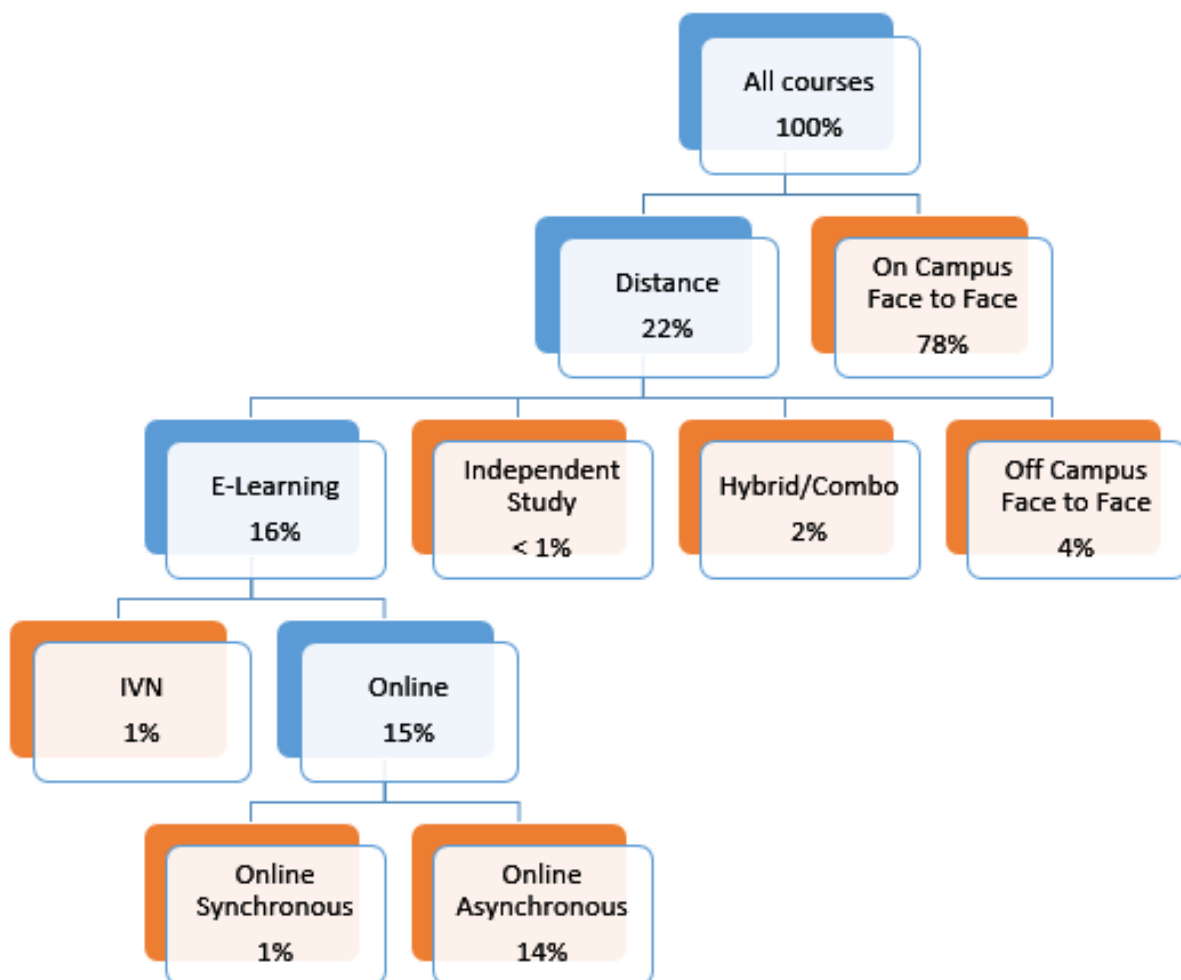 All courses
100%
Distance
22%
On Campus
Face to Face
78%
E-Learning
16%
Independent
Study
< 1%
Hybrid/Combo
2%
Off Campus
Face to Face
4%
IVN
1%
Online
15%
Online
Synchronous
1%
Online
Asynchronous
14%